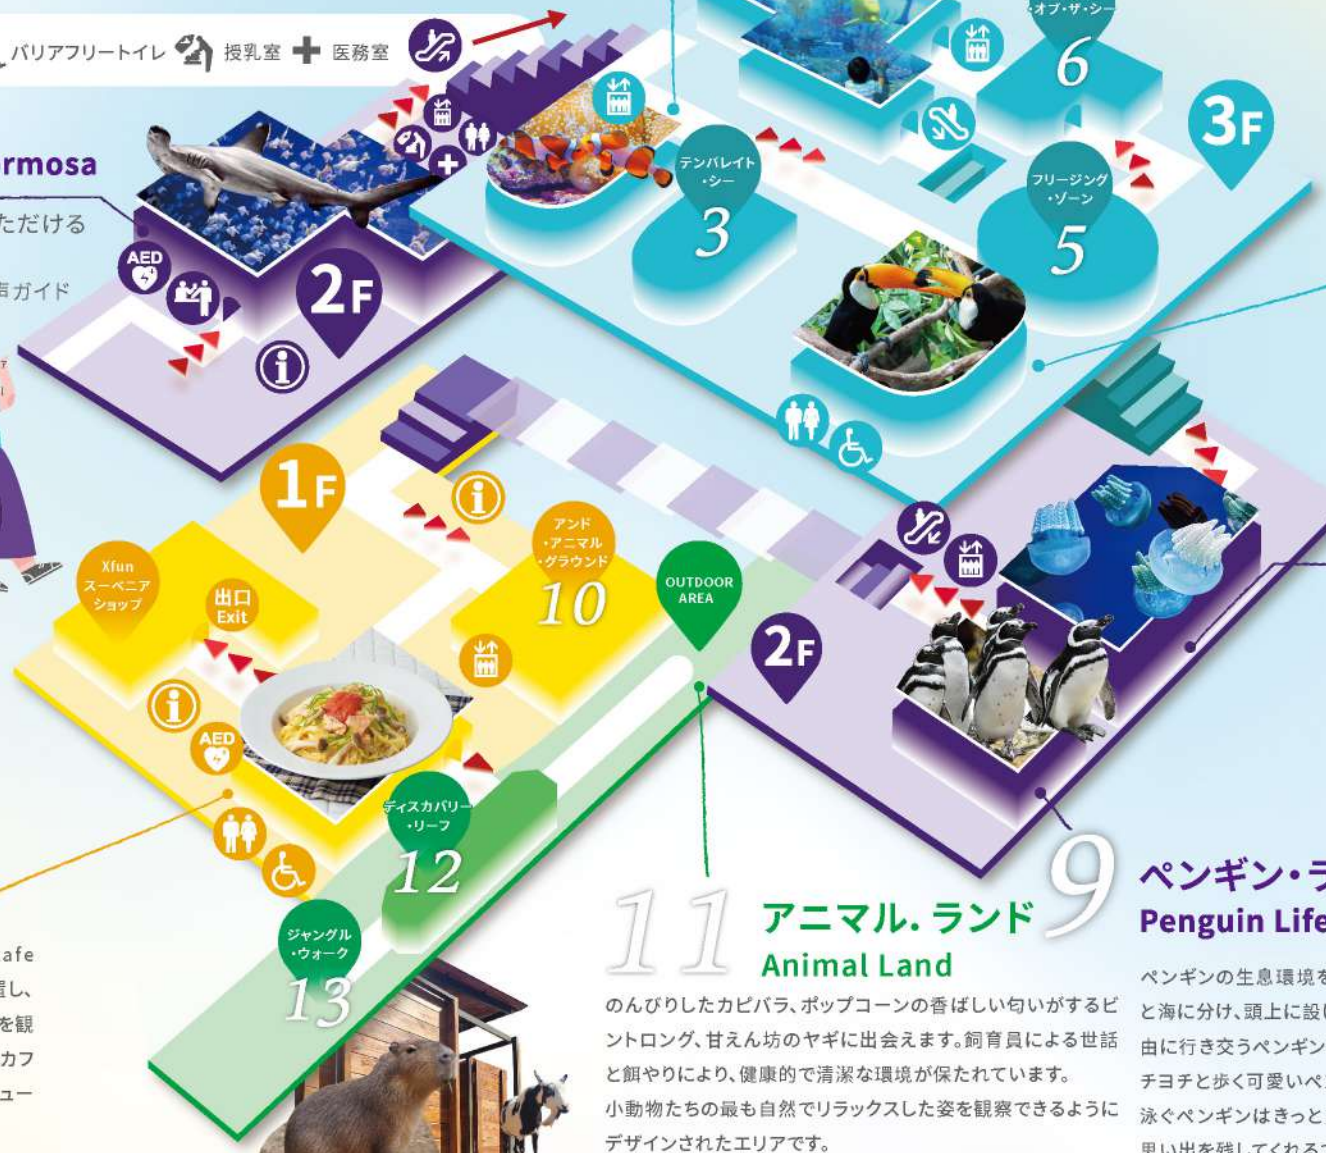 バリアフリートイレ
授乳室
医務室
・オブ・ザ・シー
6
3F
テンパレイト
・シー
3
フリージング
・ゾーン
5
ormosa
ただける
声ガイド
AED
2F
1F
アンド
・アニマル
・グラウンド
10
OUTDOOR
AREA
2F
Xfun
スーベニア
ショップ
出口
Exit
AED
ディスカバリー
・リーフ
12
ジャングル
・ウォーク
13
afe
置し、
を観
カフ
ュー
11
アニマル．ランド
Animal Land
のんびりしたカピバラ、ポップコーンの香ばしい匂いがするビ
ントロング、甘えん坊のヤギに出会えます。飼育員による世話
と餌やりにより、健康的で清潔な環境が保たれています。
小動物たちの最も自然でリラックスした姿を観察できるように
デザインされたエリアです。
9
ペンギン・ラ
Penguin Life
ペンギンの生息環境を
と海に分け、頭上に設け
由に行き交うペンギン
チヨチと歩く可愛いペ
泳ぐペンギンはきっと
思い出を残してくれる